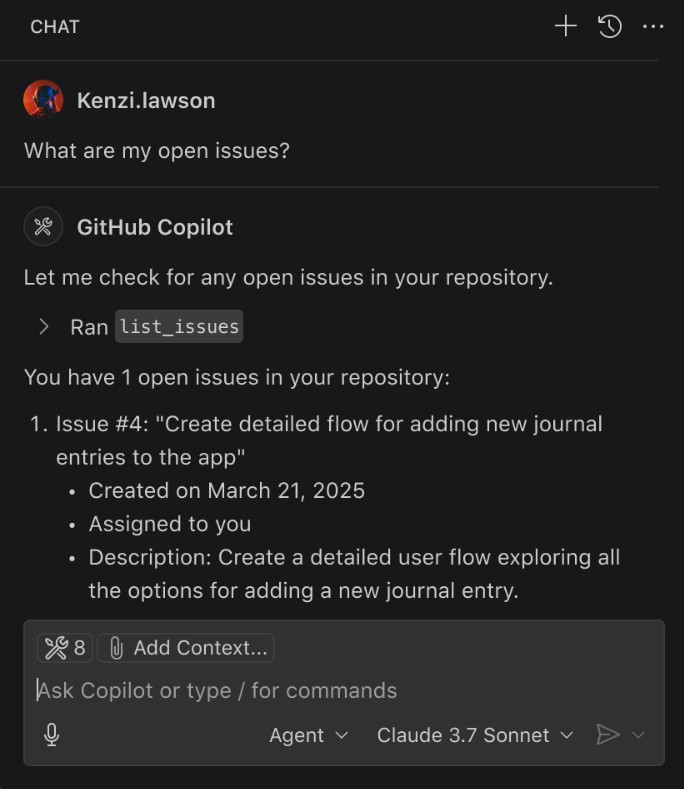 CHAT
Kenzi.lawson
What are my open issues?
GitHub Copilot
Let me check for any open issues in your repository.
Ran list_issues
You have 1 open issues in your repository:
1. Issue #4: "Create detailed flow for adding new journal
entries to the app"
• Created on March 21, 2025
• Assigned to you
• Description: Create a detailed user flow exploring all
the options for adding a new journal entry.
8 Add Context...
Ask Copilot or type / for commands
Agent Claude 3.7 Sonnet